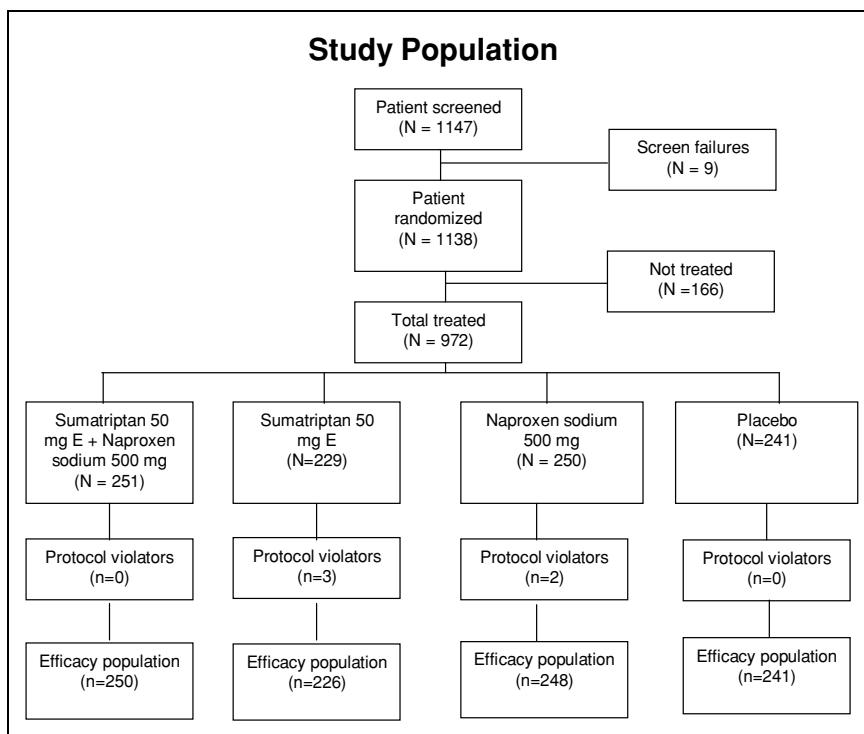 Study Population
Patient screened
(N = 1147)
Screen failures
(N = 9)
Patient
randomized
(N = 1138)
Not treated
(N =166)
Total treated
(N = 972)
Sumatriptan 50
mg E + Naproxen
sodium 500 mg
(N = 251)
Sumatriptan 50
mg E
(N=229)
Naproxen sodium
500 mg
(N = 250)
Placebo
(N=241)
Protocol violators
(n=0)
Protocol violators
(n=3)
Protocol violators
(n=2)
Protocol violators
(n=0)
Efficacy population
(n=250)
Efficacy population
(n=226)
Efficacy population
(n=248)
Efficacy population
(n=241)